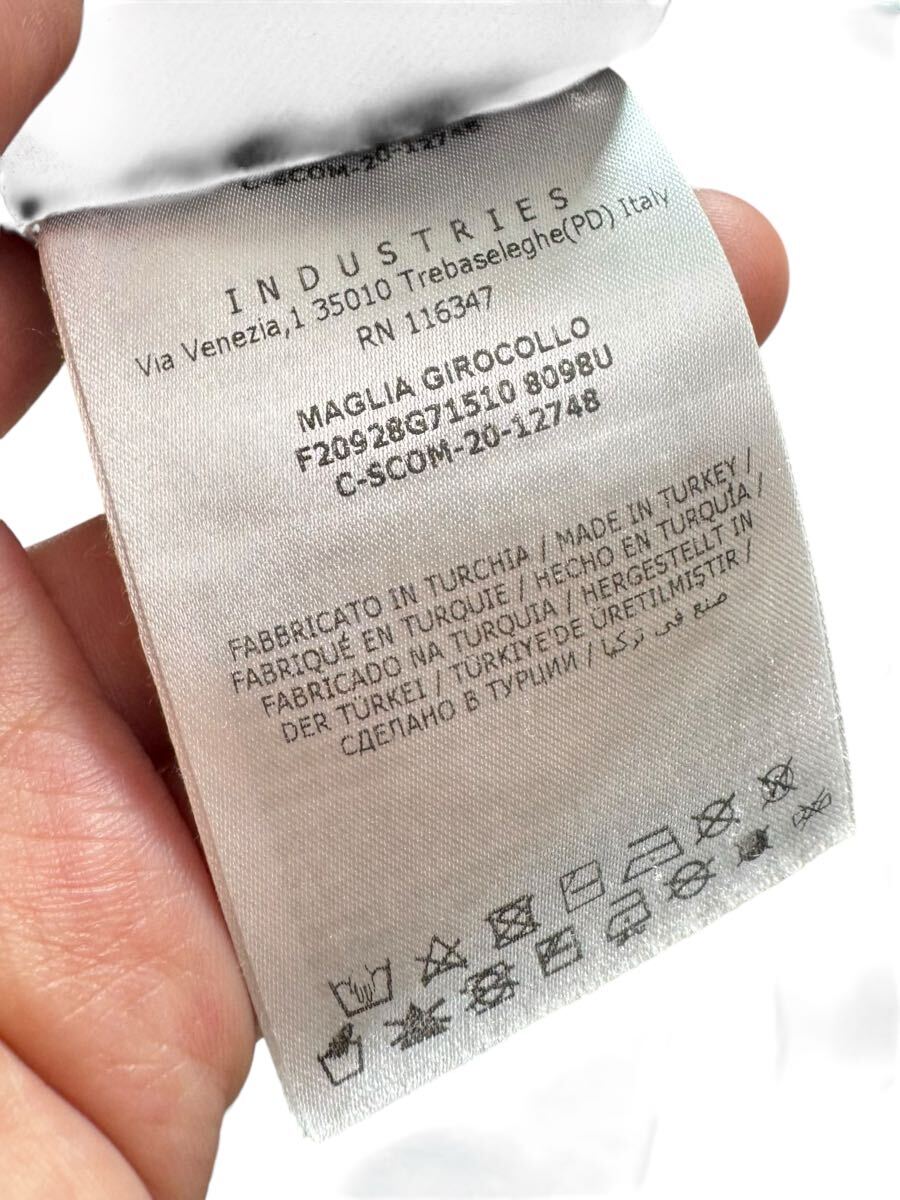 C-SCOM-20-12748
INDUSTRIES
Via Venezia,1 35010 Trebaseleghe(PD) Italy
RN 116347
MAGLIA GIROCOLLO
F20928G71510 8098U
C-SCOM-20-12748
FABBRICATO IN TURCHIA / MADE IN TURKEY /
FABRIQUÉ EN TURQUIE / HECHO EN TURQUÍA /
FABRICADO NA TURQUIA / HERGESTELLT IN
DER TÜRKEI / TÜRKIYE'DE ÜRETILMIŞTIR /
СДЕЛАНО В ТУРЦИИ / صنع في تركيا